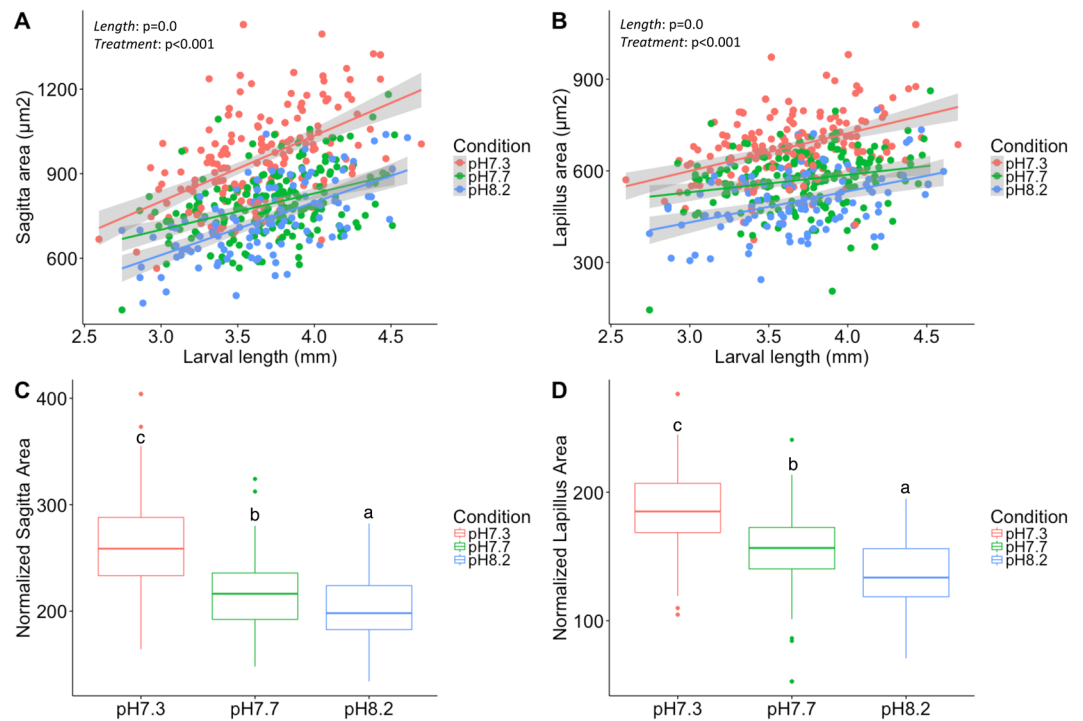 A
Length: p=0.0
Treatment: p<0.001
Sagitta area (µm2)
1200
900
600
2.5 3.0 3.5 4.0 4.5
Larval length (mm)
Condition
pH7.3
pH7.7
pH8.2
B
Length: p=0.0
Treatment: p<0.001
Lapillus area (µm2)
900
600
300
2.5 3.0 3.5 4.0 4.5
Larval length (mm)
Condition
pH7.3
pH7.7
pH8.2
C
Normalized Sagitta Area
400
300
200
c
b
a
pH7.3 pH7.7 pH8.2
Condition
pH7.3
pH7.7
pH8.2
D
Normalized Lapillus Area
200
100
c
b
a
pH7.3 pH7.7 pH8.2
Condition
pH7.3
pH7.7
pH8.2